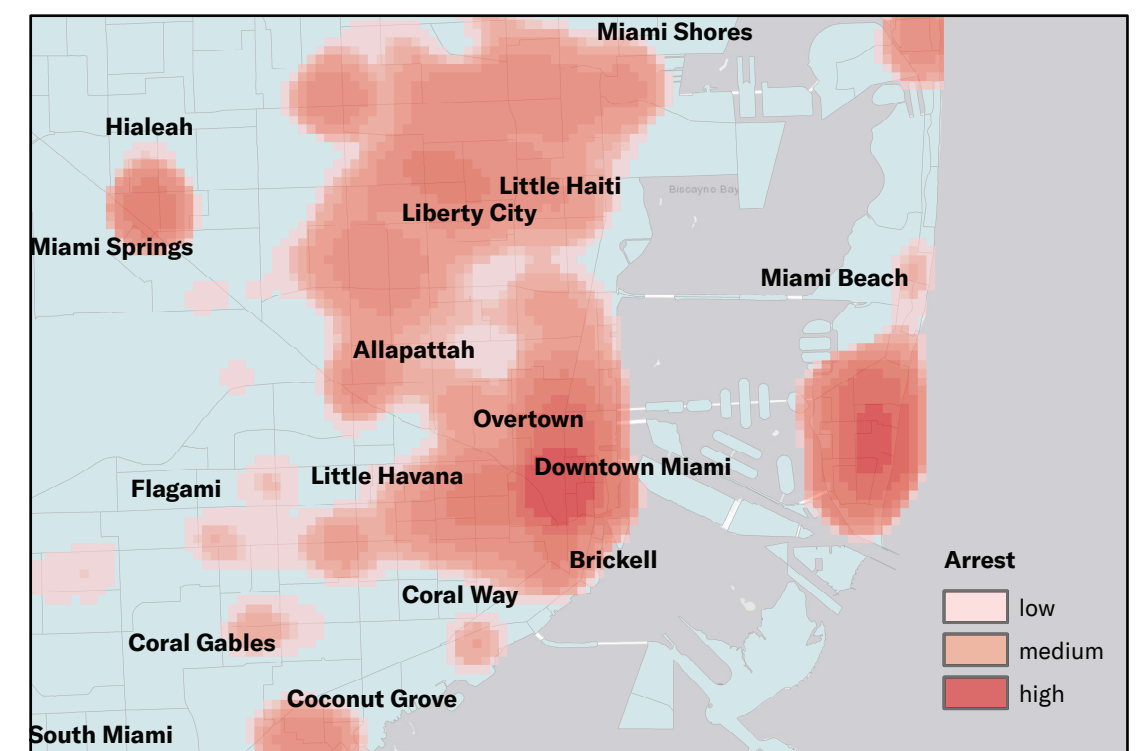 Miami Shores
Hialeah
Little Haiti
Biscayne Bay
Liberty City
Miami Springs
Miami Beach
Allapattah
Overtown
Downtown Miami
Little Havana
Flagami
Brickell
Arrest
Coral Way
low
Coral Gables
medium
high
Coconut Grove
South Miami